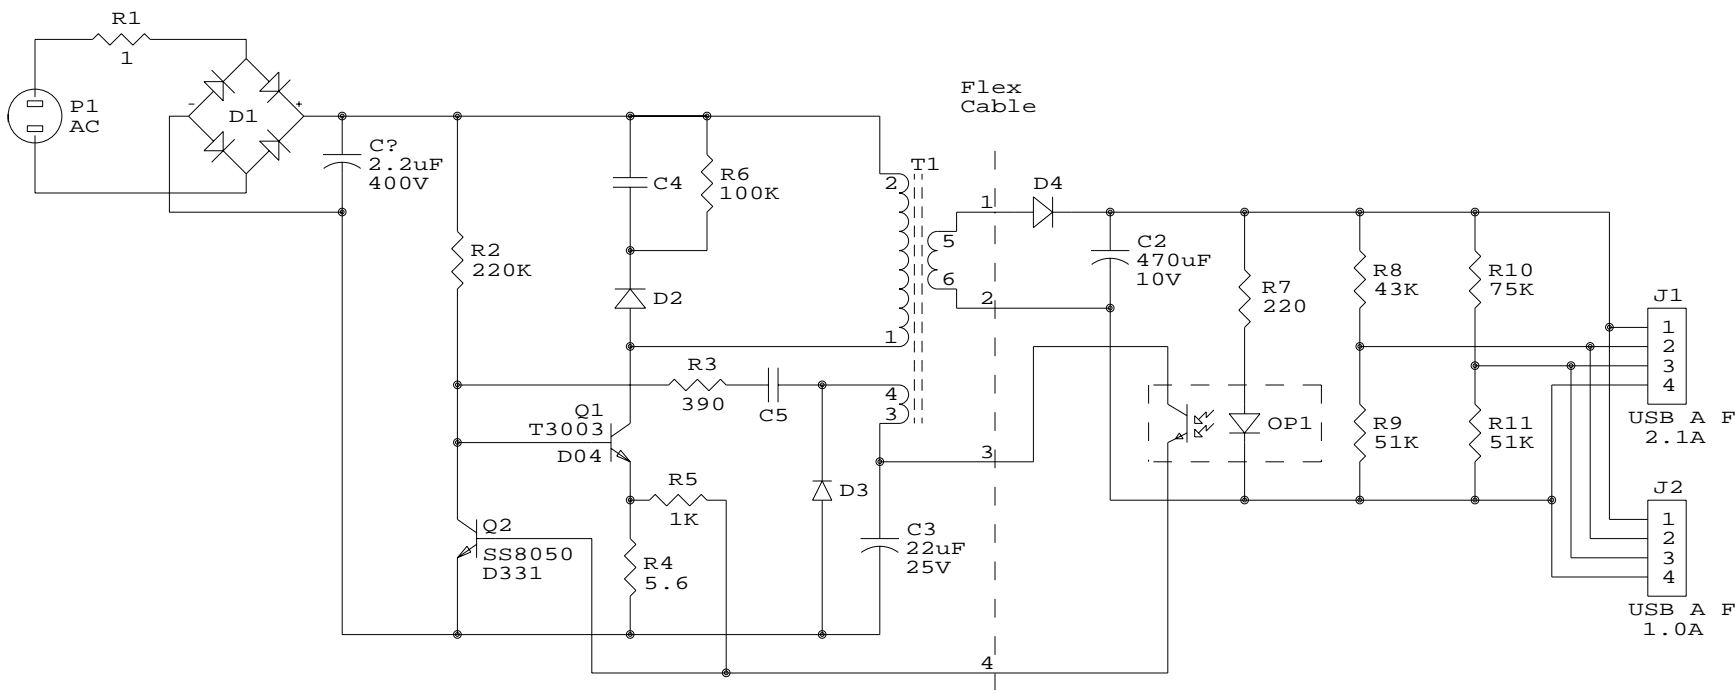 R1
1
P1
AC
-
D1
+
C?
2.2uF
400V
R2
220K
C4
R6
100K
D2
R3
390
C5
Q1
T3003
D04
R5
1K
D3
Q2
SS8050
D331
R4
5.6
C3
22uF
25V
T1
2
1
4
3
5
6
Flex
Cable
1
2
3
4
D4
C2
470uF
10V
R7
220
OP1
R8
43K
R9
51K
R10
75K
R11
51K
J1
1
2
3
4
USB A F
2.1A
J2
1
2
3
4
USB A F
1.0A